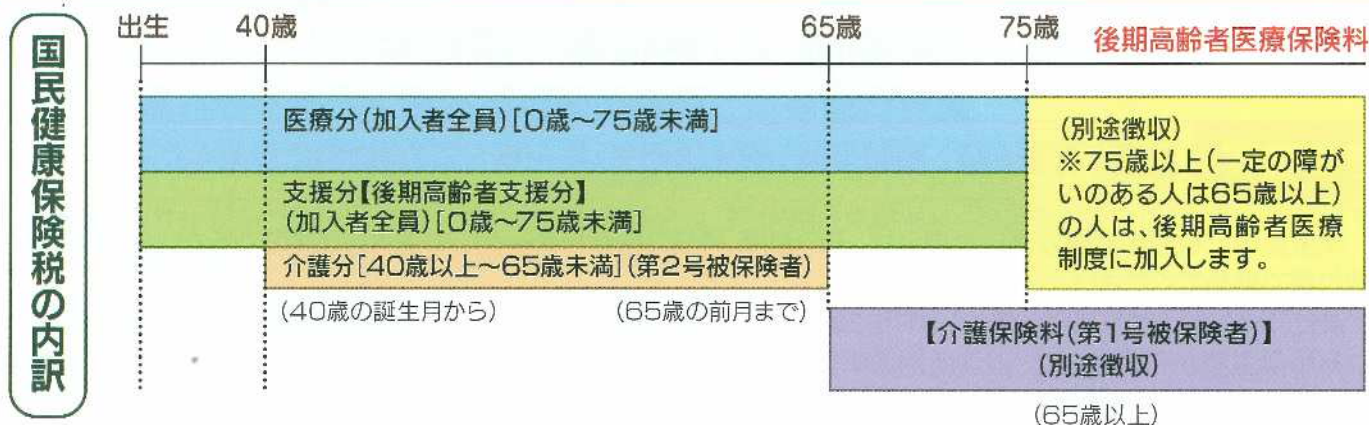 国民健康保険税の内訳
出生
40歳
65歳
75歳
後期高齢者医療保険料
医療分(加入者全員)[0歳~75歳未満]
支援分【後期高齢者支援分】
(加入者全員)[0歳~75歳未満]
介護分[40歳以上~65歳未満](第2号被保険者)
(40歳の誕生月から)
(65歳の前月まで)
(別途徴収)
※75歳以上(一定の障が
いのある人は65歳以上)
の人は、後期高齢者医療
制度に加入します。
【介護保険料(第1号被保険者)】
(別途徴収)
(65歳以上)